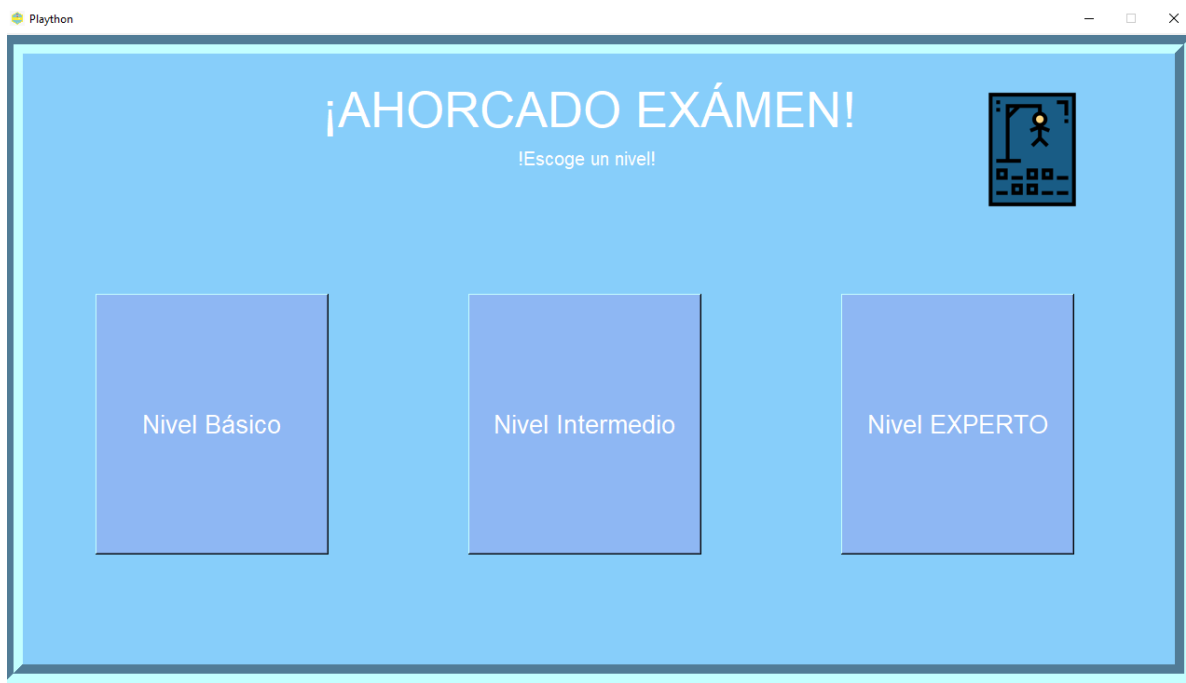 Plaython
¡AHORCADO EXÁMEN!
!Escoge un nivel!
Nivel Básico
Nivel Intermedio
Nivel EXPERTO